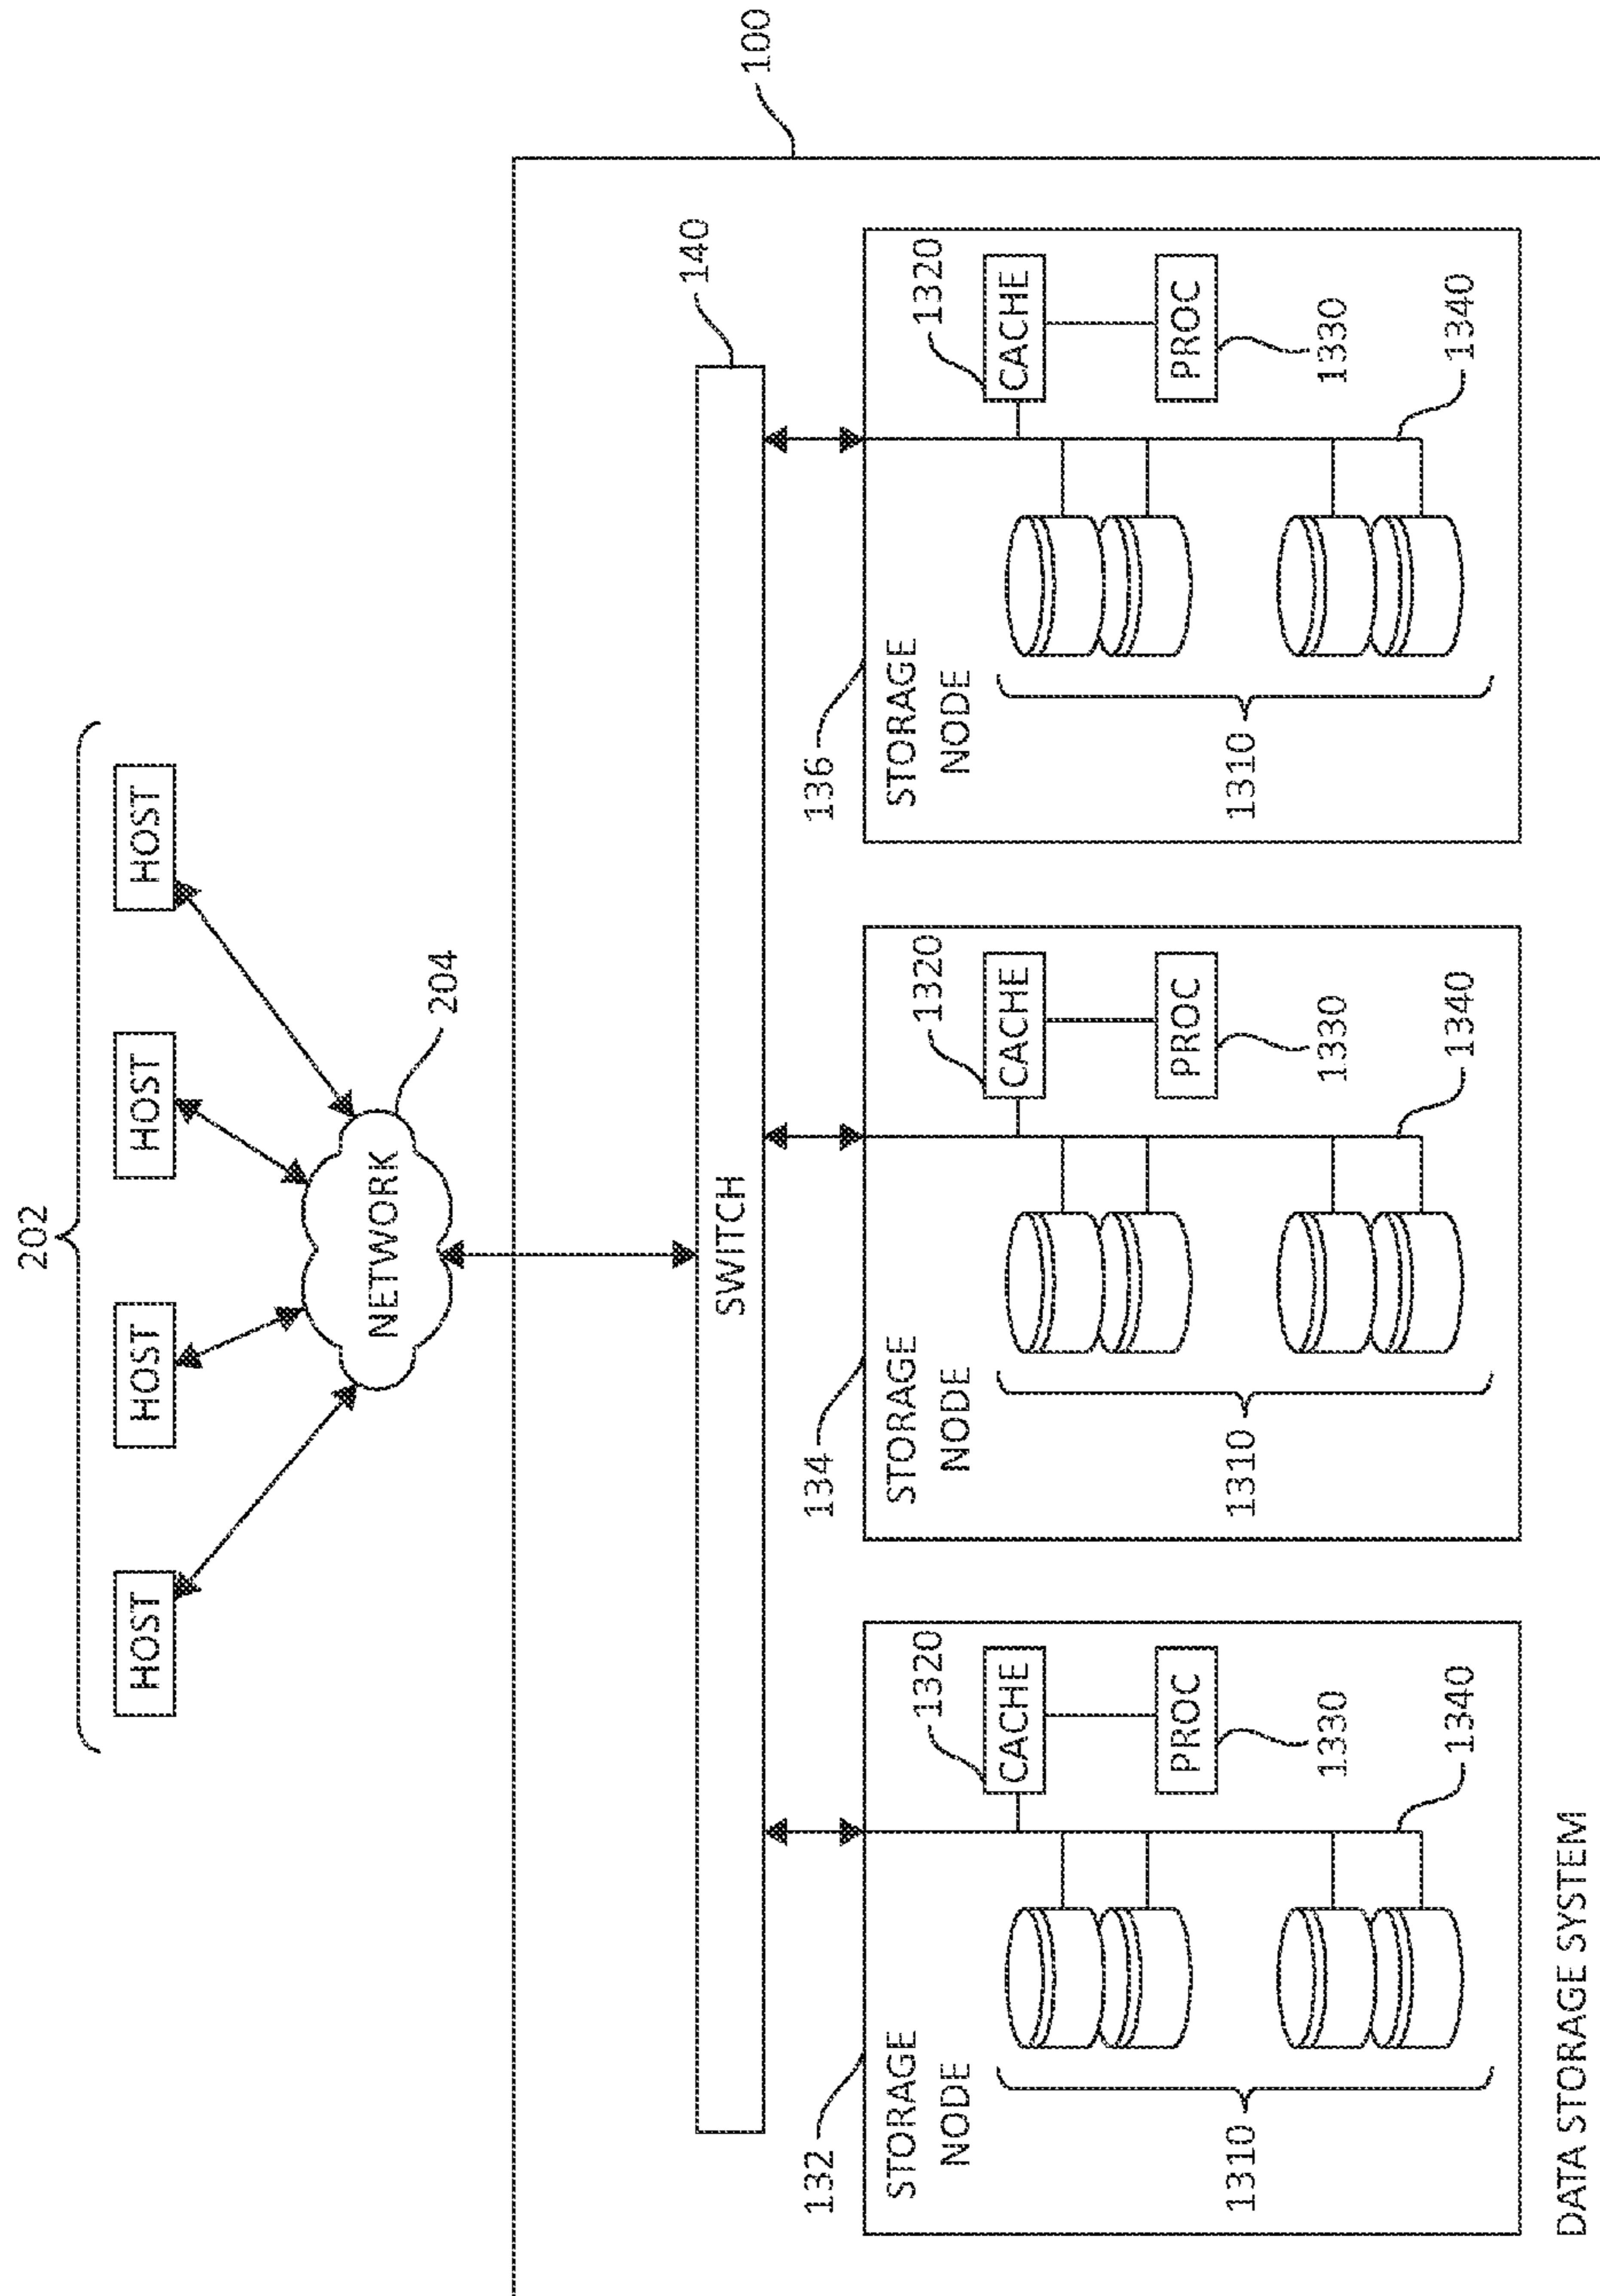 202
HOST
HOST
HOST
HOST
NETWORK
204
100
SWITCH
140
132
STORAGE
NODE
1310
CACHE
1320
PROC
1330
1340
134
STORAGE
NODE
1310
CACHE
1320
PROC
1330
1340
136
STORAGE
NODE
1310
CACHE
1320
PROC
1330
1340
DATA STORAGE SYSTEM